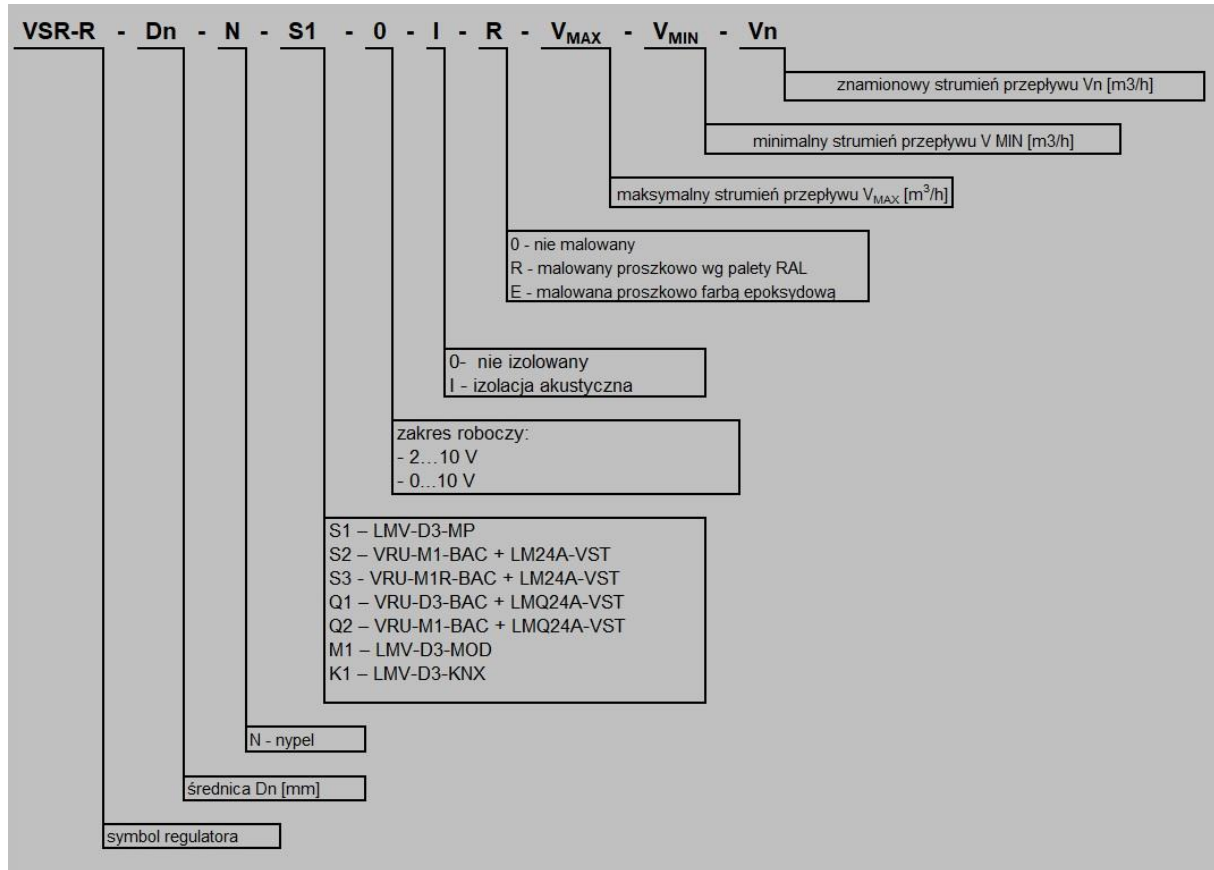 VSR-R - Dn - N - S1 - 0 - I - R - VMAX - VMIN - Vn
znamionowy strumień przepływu Vn [m3/h]
minimalny strumień przepływu V MIN [m3/h]
maksymalny strumień przepływu VMAX [m³/h]
0 - nie malowany
R - malowany proszkowo wg palety RAL
E - malowana proszkowo farbą epoksydową
0- nie izolowany
I - izolacja akustyczna
zakres roboczy:
- 2...10 V
- 0...10 V
S1 – LMV-D3-MP
S2 – VRU-M1-BAC + LM24A-VST
S3 - VRU-M1R-BAC + LM24A-VST
Q1 – VRU-D3-BAC + LMQ24A-VST
Q2 – VRU-M1-BAC + LMQ24A-VST
M1 – LMV-D3-MOD
K1 – LMV-D3-KNX
N - nypel
średnica Dn [mm]
symbol regulatora